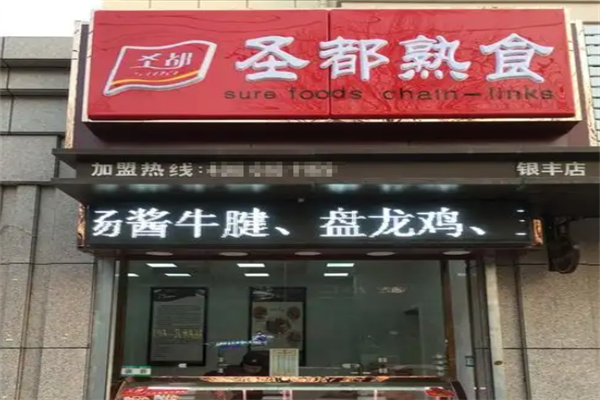 圣都
圣都熟食
sure foods chain-links
加盟热线:
银丰店
汤酱牛腱、盘龙鸡、